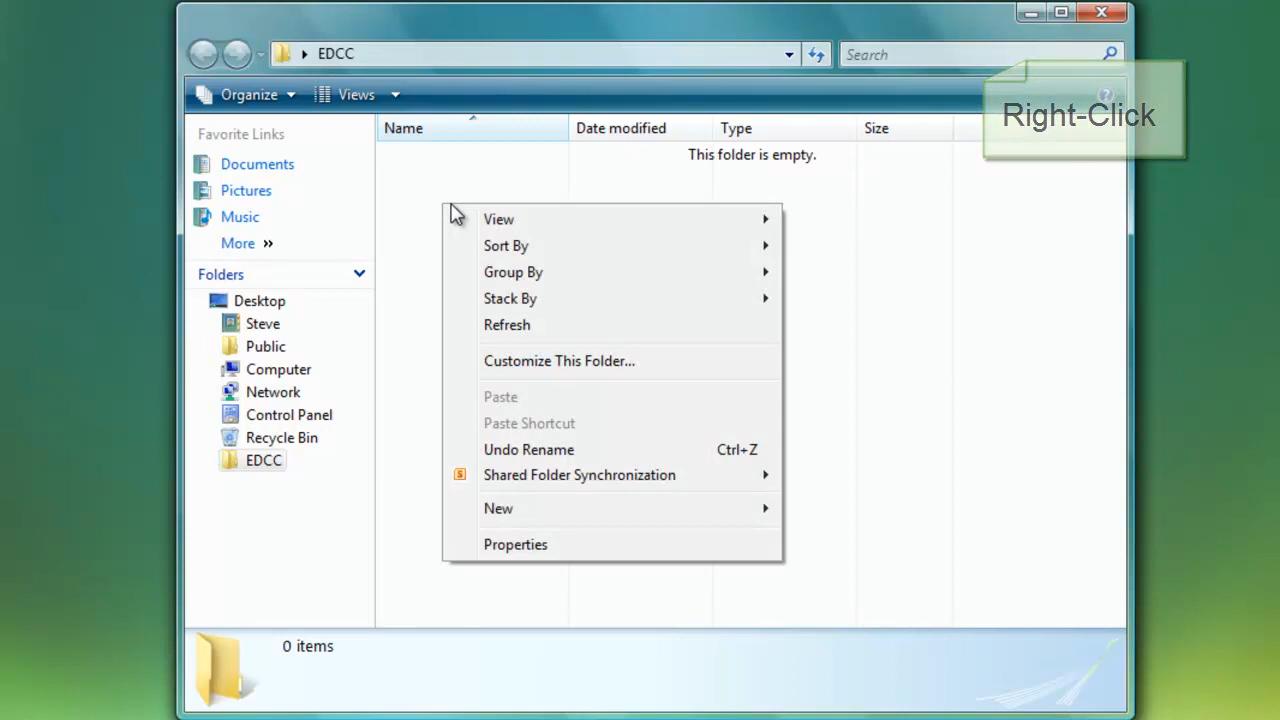 EDCC
Search
Organize
Views
Right-Click
Favorite Links
Documents
Pictures
Music
More »
Folders
Desktop
Steve
Public
Computer
Network
Control Panel
Recycle Bin
EDCC
Name
Date modified
Type
Size
This folder is empty.
View
Sort By
Group By
Stack By
Refresh
Customize This Folder...
Paste
Paste Shortcut
Undo Rename Ctrl+Z
S Shared Folder Synchronization
New
Properties
0 items